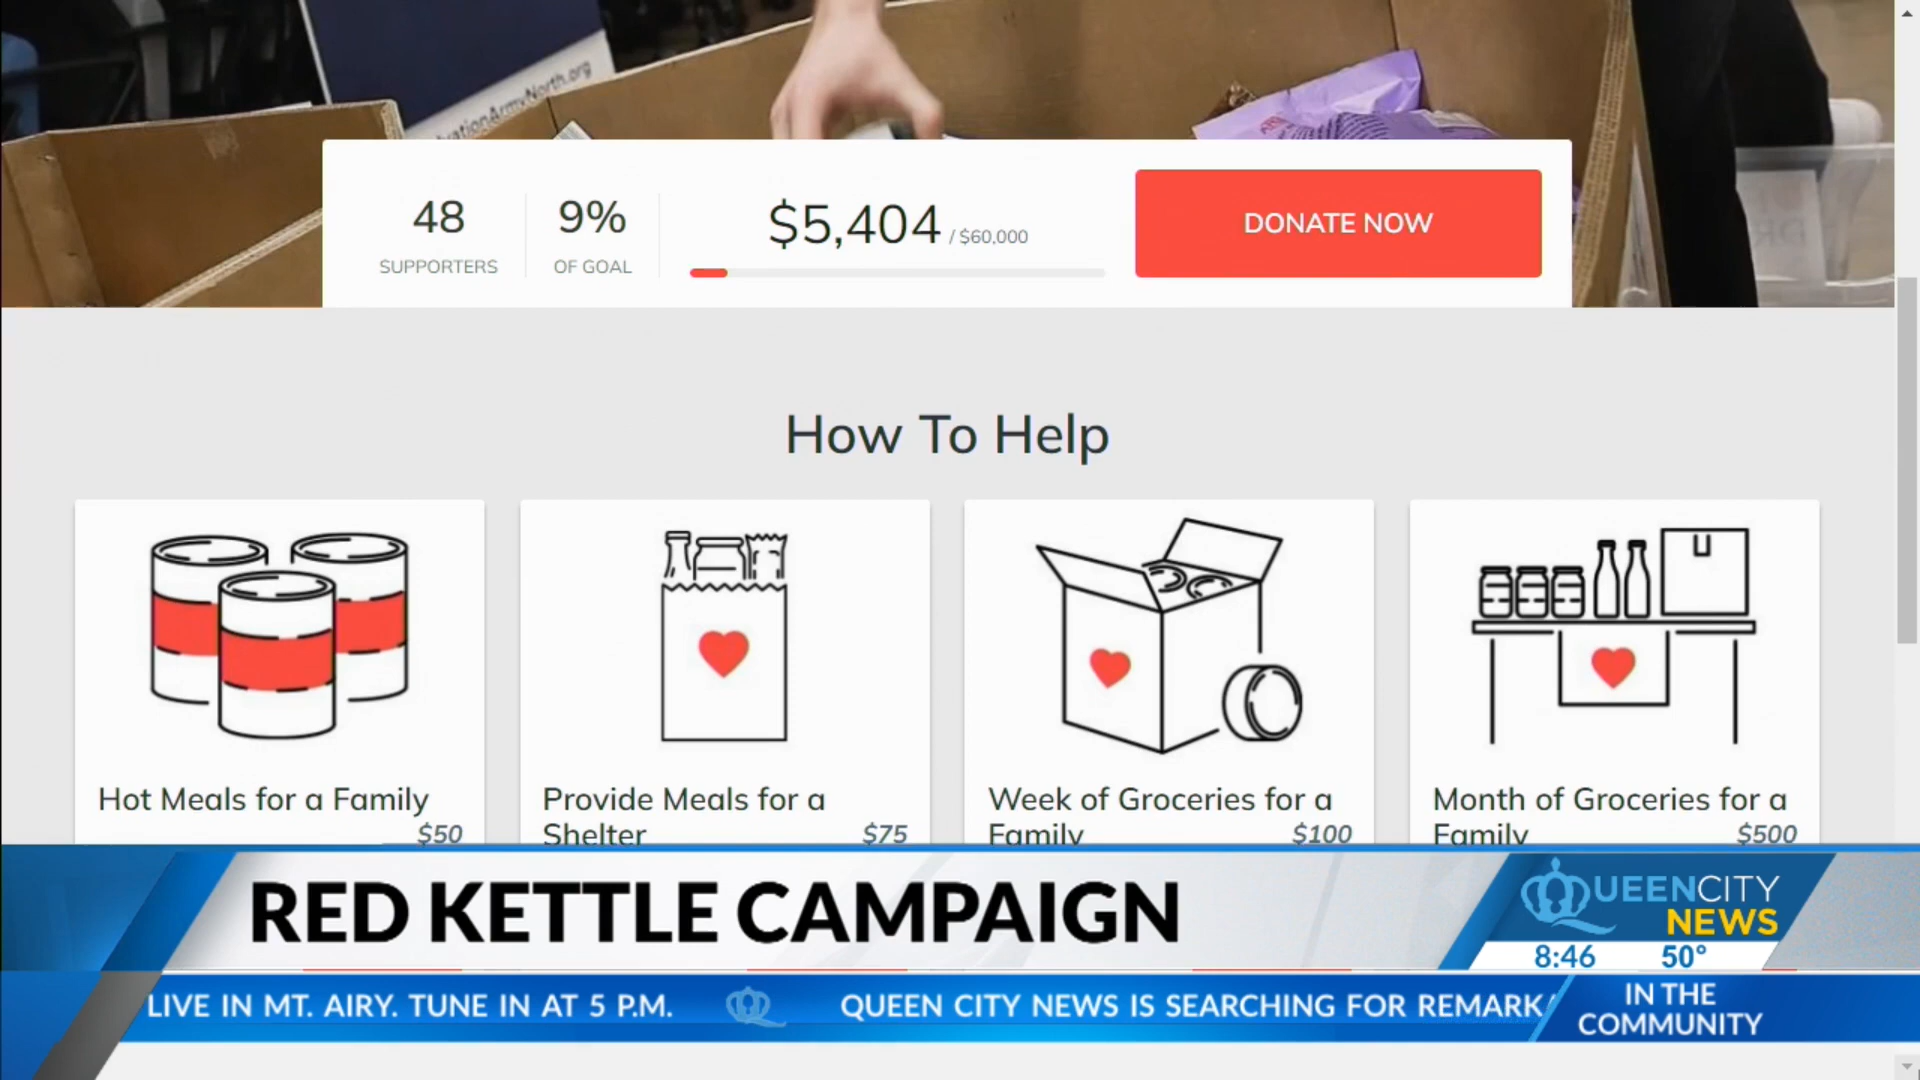 vationArmyNorth.org
48
SUPPORTERS
9%
OF GOAL
$5,404 / $60,000
DONATE NOW
How To Help
Hot Meals for a Family
$50
Provide Meals for a
Shelter
$75
Week of Groceries for a
Family
$100
Month of Groceries for a
Family
$500
RED KETTLE CAMPAIGN
QUEENCITY
NEWS
8:46 50°
LIVE IN MT. AIRY. TUNE IN AT 5 P.M. QUEEN CITY NEWS IS SEARCHING FOR REMARKA
IN THE
COMMUNITY